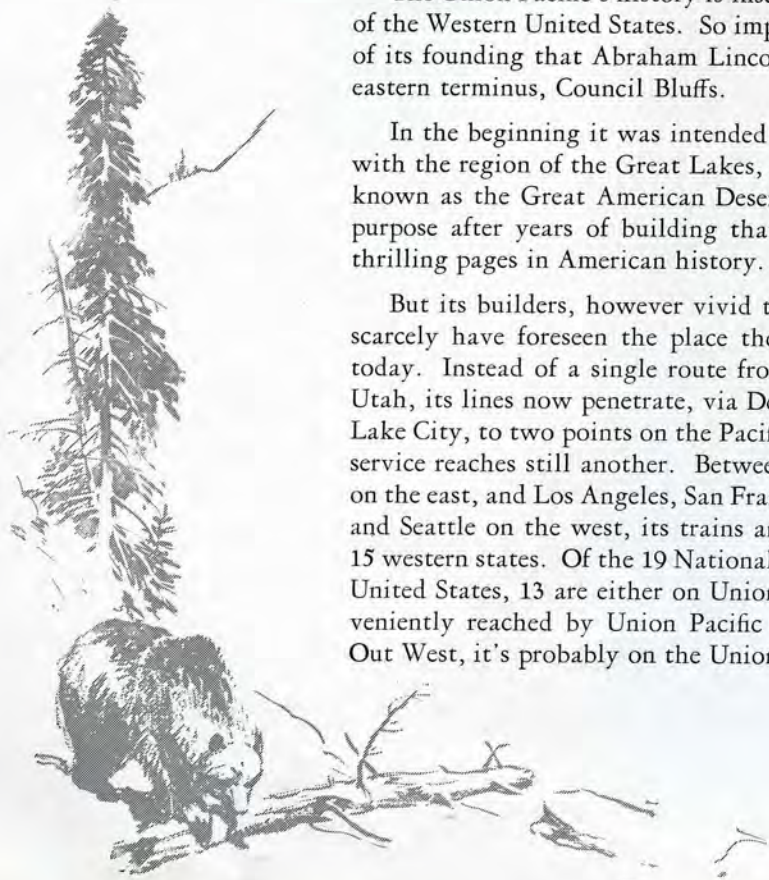 of the Western United States. So imp
of its founding that Abraham Linco
eastern terminus, Council Bluffs.
In the beginning it was intended
with the region of the Great Lakes,
known as the Great American Dese
purpose after years of building tha
thrilling pages in American history.
But its builders, however vivid t
scarcely have foreseen the place the
today. Instead of a single route fro
Utah, its lines now penetrate, via De
Lake City, to two points on the Pacif
service reaches still another. Betwee
on the east, and Los Angeles, San Fra
and Seattle on the west, its trains a
15 western states. Of the 19 National
United States, 13 are either on Union
veniently reached by Union Pacific
Out West, it's probably on the Union